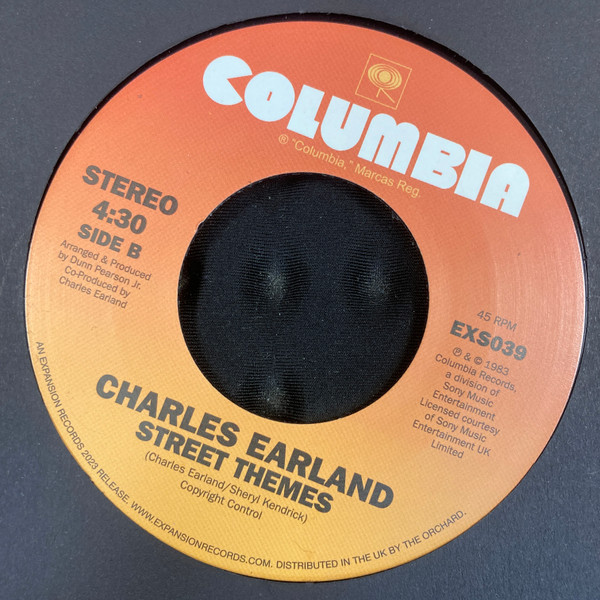 COLUMBIA
® "Columbia," Marcas Reg.
STEREO
4:30
SIDE B
Arranged & Produced
by Dunn Pearson Jr.
Co-Produced by
Charles Earland
45 RPM
EXS039
℗ & © 1983
Columbia Records,
a division of
Sony Music
Entertainment
Licensed courtesy
of Sony Music
Entertainment UK
Limited
CHARLES EARLAND
STREET THEMES
(Charles Earland/Sheryl Kendrick)
Copyright Control
AN EXPANSION RECORDS 2023 RELEASE. WWW.EXPANSIONRECORDS.COM. DISTRIBUTED IN THE UK BY THE ORCHARD.